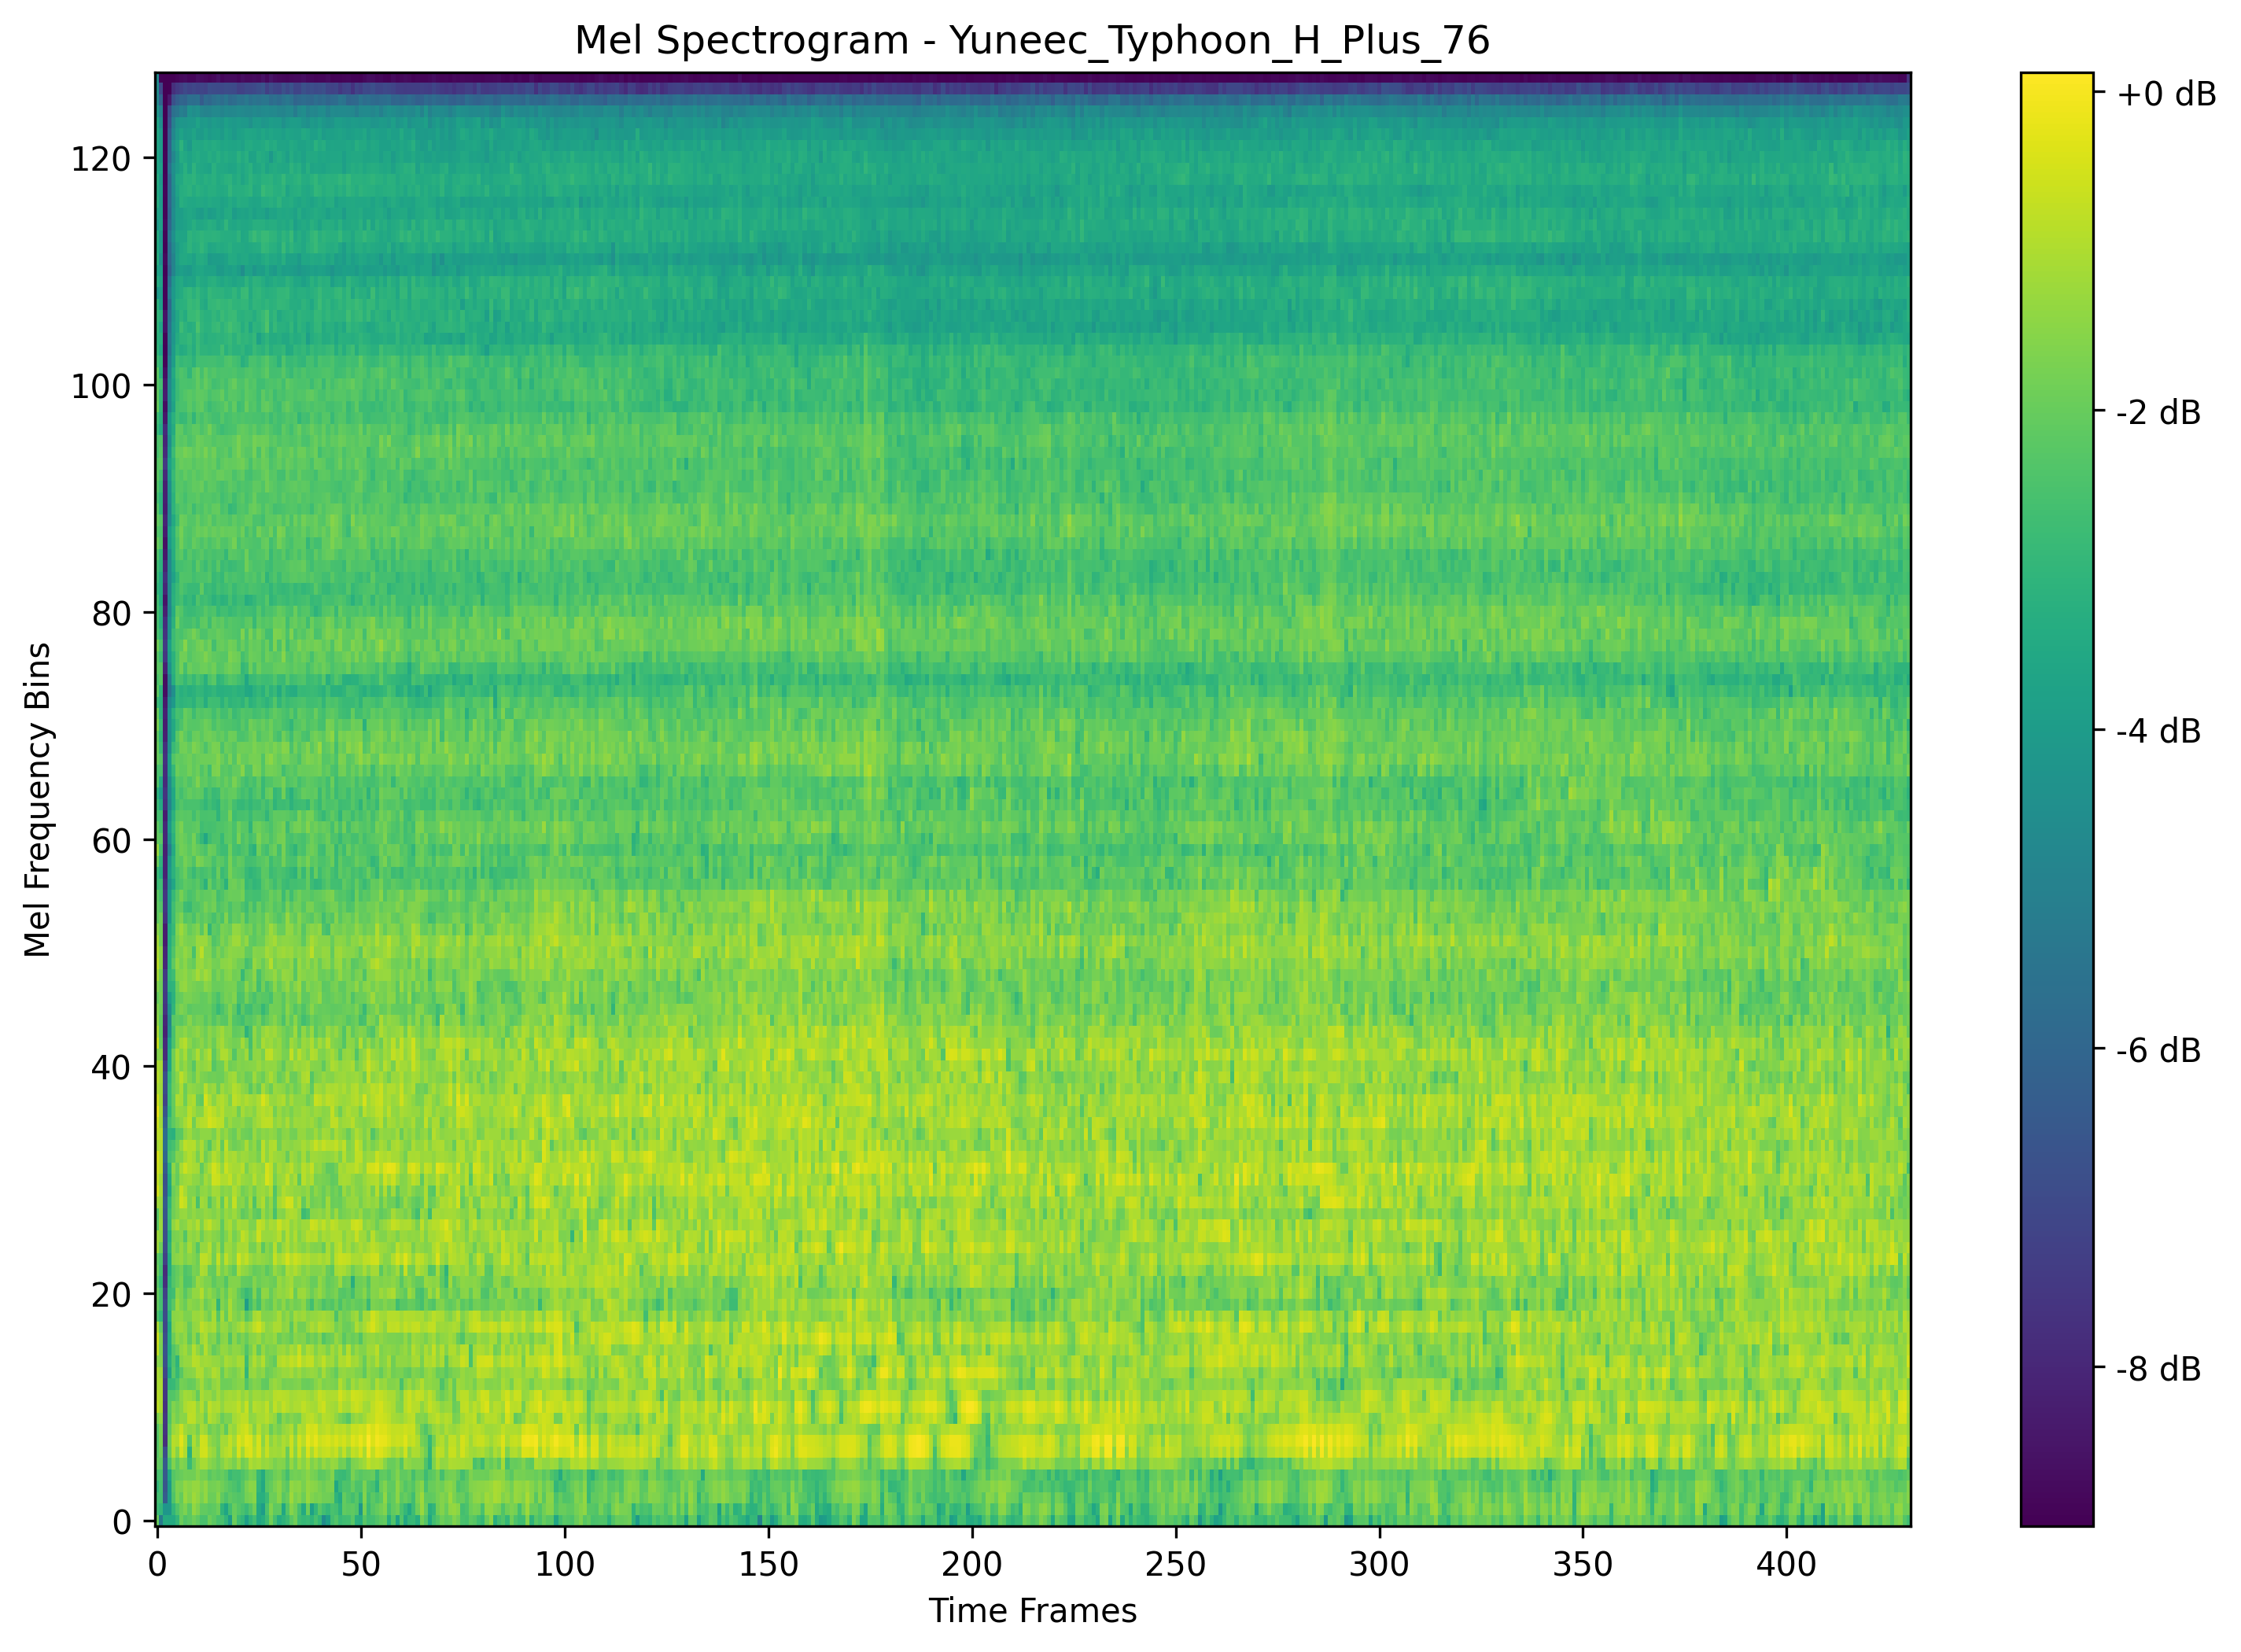 Mel Spectrogram - Yuneec_Typhoon_H_Plus_76
Mel Frequency Bins
120
100
80
60
40
20
0
0 50 100 150 200 250 300 350 400
Time Frames
+0 dB
-2 dB
-4 dB
-6 dB
-8 dB